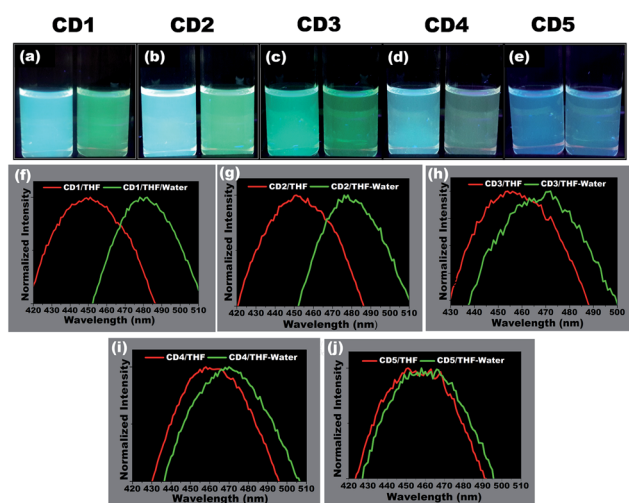 CD1 CD2 CD3 CD4 CD5
(a) (b) (c) (d) (e)
(f) CD1/THF CD1/THF/Water
Normalized Intensity
420 430 440 450 460 470 480 490 500 510
Wavelength (nm)
(g) CD2/THF CD2/THF-Water
Normalized Intensity
420 430 440 450 460 470 480 490 500 510
Wavelength (nm)
(h) CD3/THF CD3/THF-Water
Normalized Intensity
430 440 450 460 470 480 490 500
Wavelength (nm)
(i) CD4/THF CD4/THF-Water
Normalized Intensity
420 430 440 450 460 470 480 490 500 510
Wavelength (nm)
(j) CD5/THF CD5/THF-Water
Normalized Intensity
420 430 440 450 460 470 480 490 500 510
Wavelength (nm)